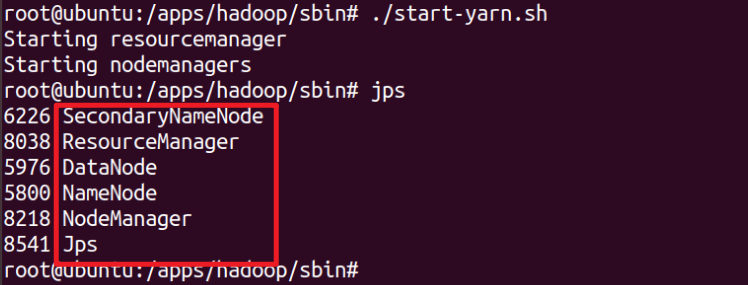 root@ubuntu:/apps/hadoop/sbin# ./start-yarn.sh
Starting resourcemanager
Starting nodemanagers
root@ubuntu:/apps/hadoop/sbin# jps
6226 SecondaryNameNode
8038 ResourceManager
5976 DataNode
5800 NameNode
8218 NodeManager
8541 Jps
root@ubuntu:/apps/hadoop/sbin#